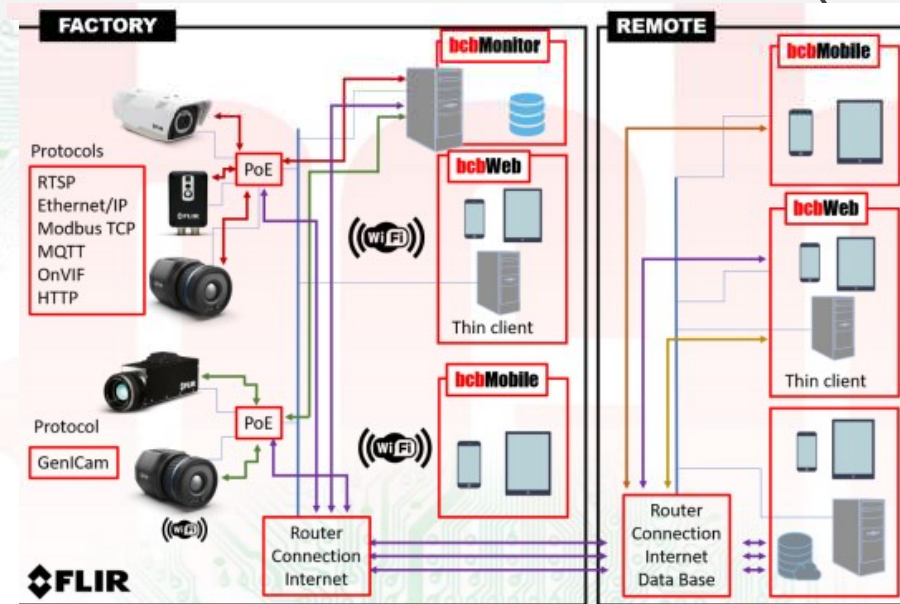 FACTORY
REMOTE
bcbMonitor
bcbMobile
Protocols
RTSP
Ethernet/IP
Modbus TCP
MQTT
OnVIF
HTTP
PoE
FLIR
bcbWeb
WiFi
Thin client
bcbWeb
Thin client
bcbMobile
Protocol
GenICam
PoE
WiFi
WiFi
Router
Connection
Internet
Router
Connection
Internet
Data Base
FLIR